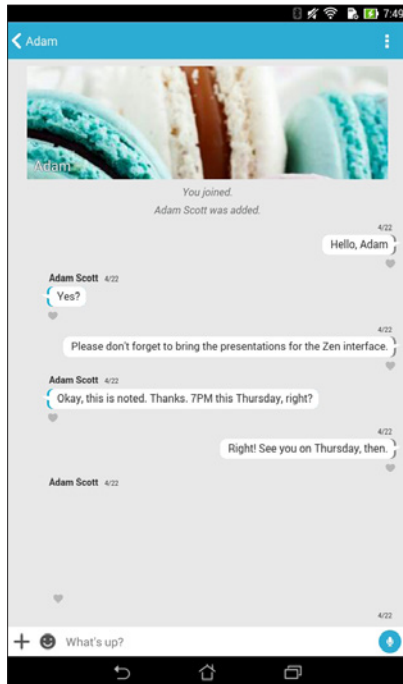 7:49
Adam
Adam
You joined.
Adam Scott was added.
4/22
Hello, Adam
Adam Scott 4/22
Yes?
4/22
Please don't forget to bring the presentations for the Zen interface.
Adam Scott 4/22
Okay, this is noted. Thanks. 7PM this Thursday, right?
4/22
Right! See you on Thursday, then.
Adam Scott 4/22
4/22
What's up?